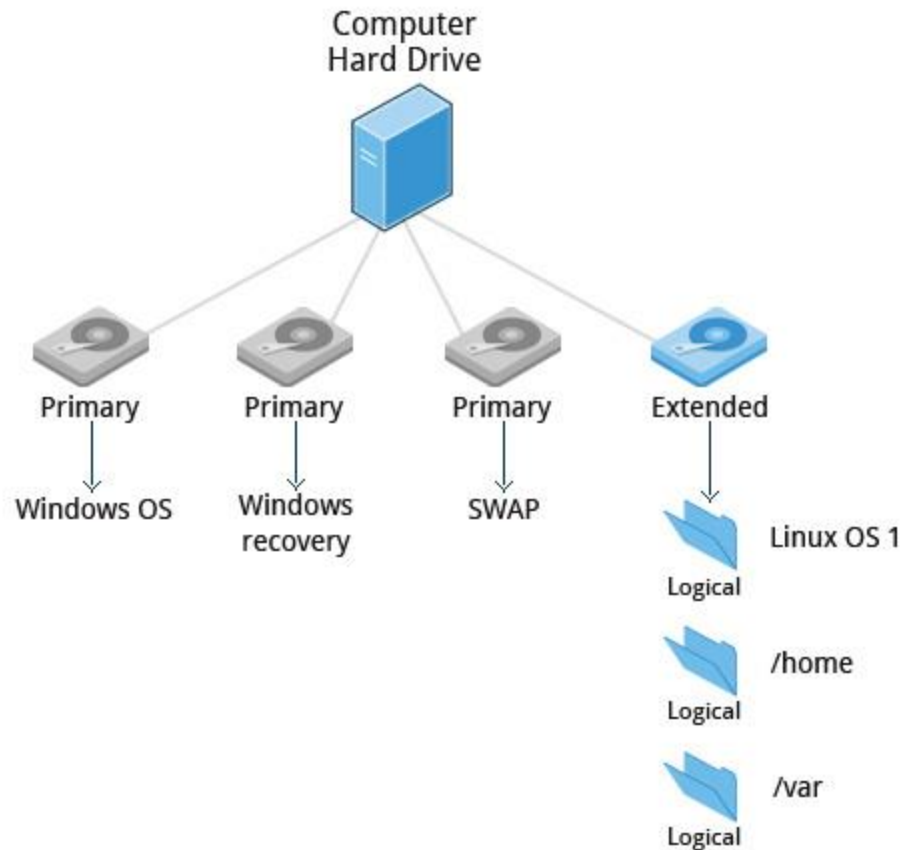 Computer
Hard Drive
Primary
Primary
Primary
Extended
Windows OS
Windows
recovery
SWAP
Linux OS 1
Logical
/home
Logical
/var
Logical